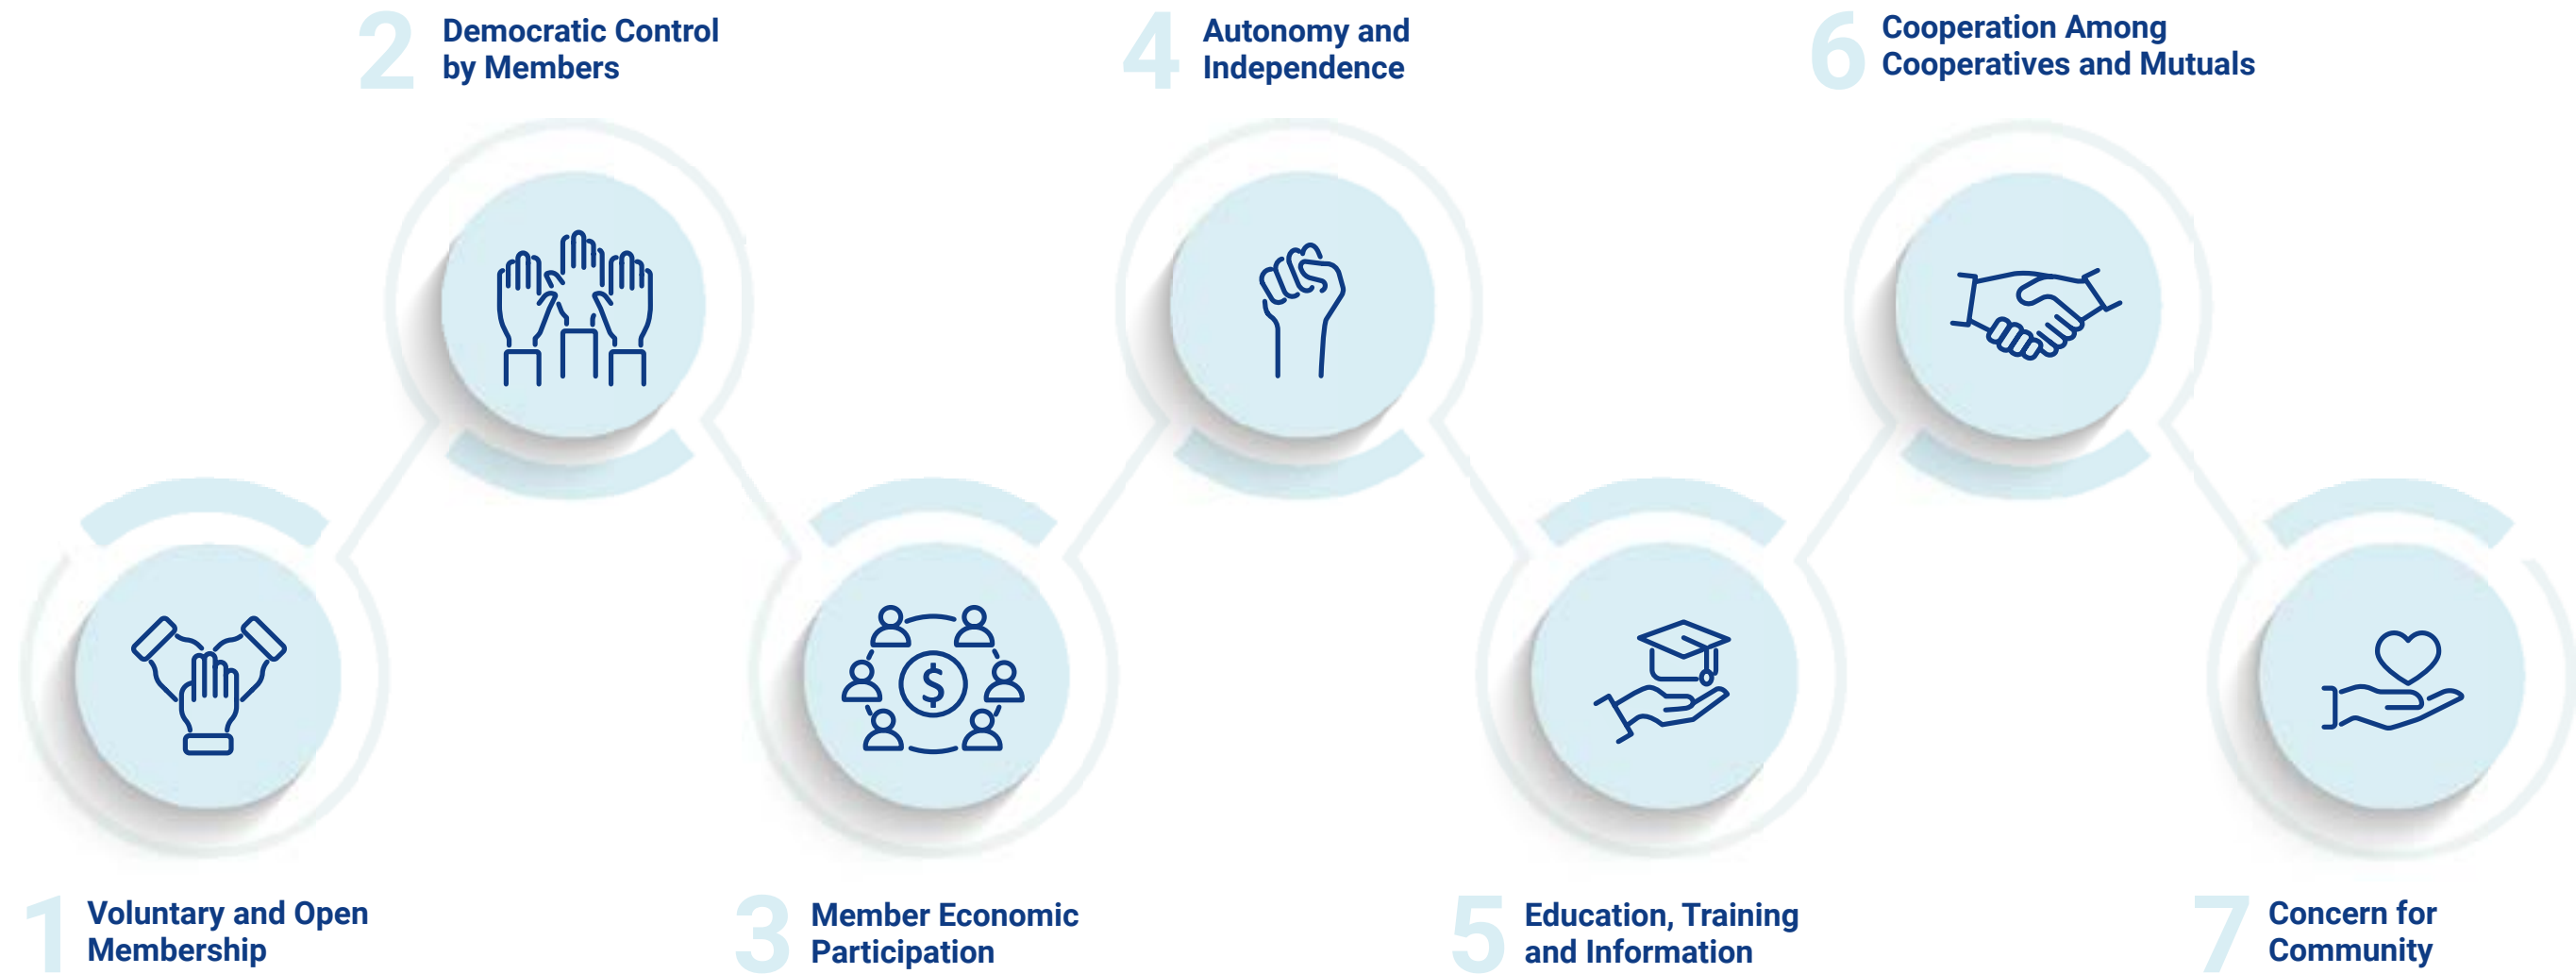 1
Voluntary and Open
Membership
2
Democratic Control
by Members
3
Member Economic
Participation
$
4
Autonomy and
Independence
5
Education, Training
and Information
6
Cooperation Among
Cooperatives and Mutuals
7
Concern for
Community